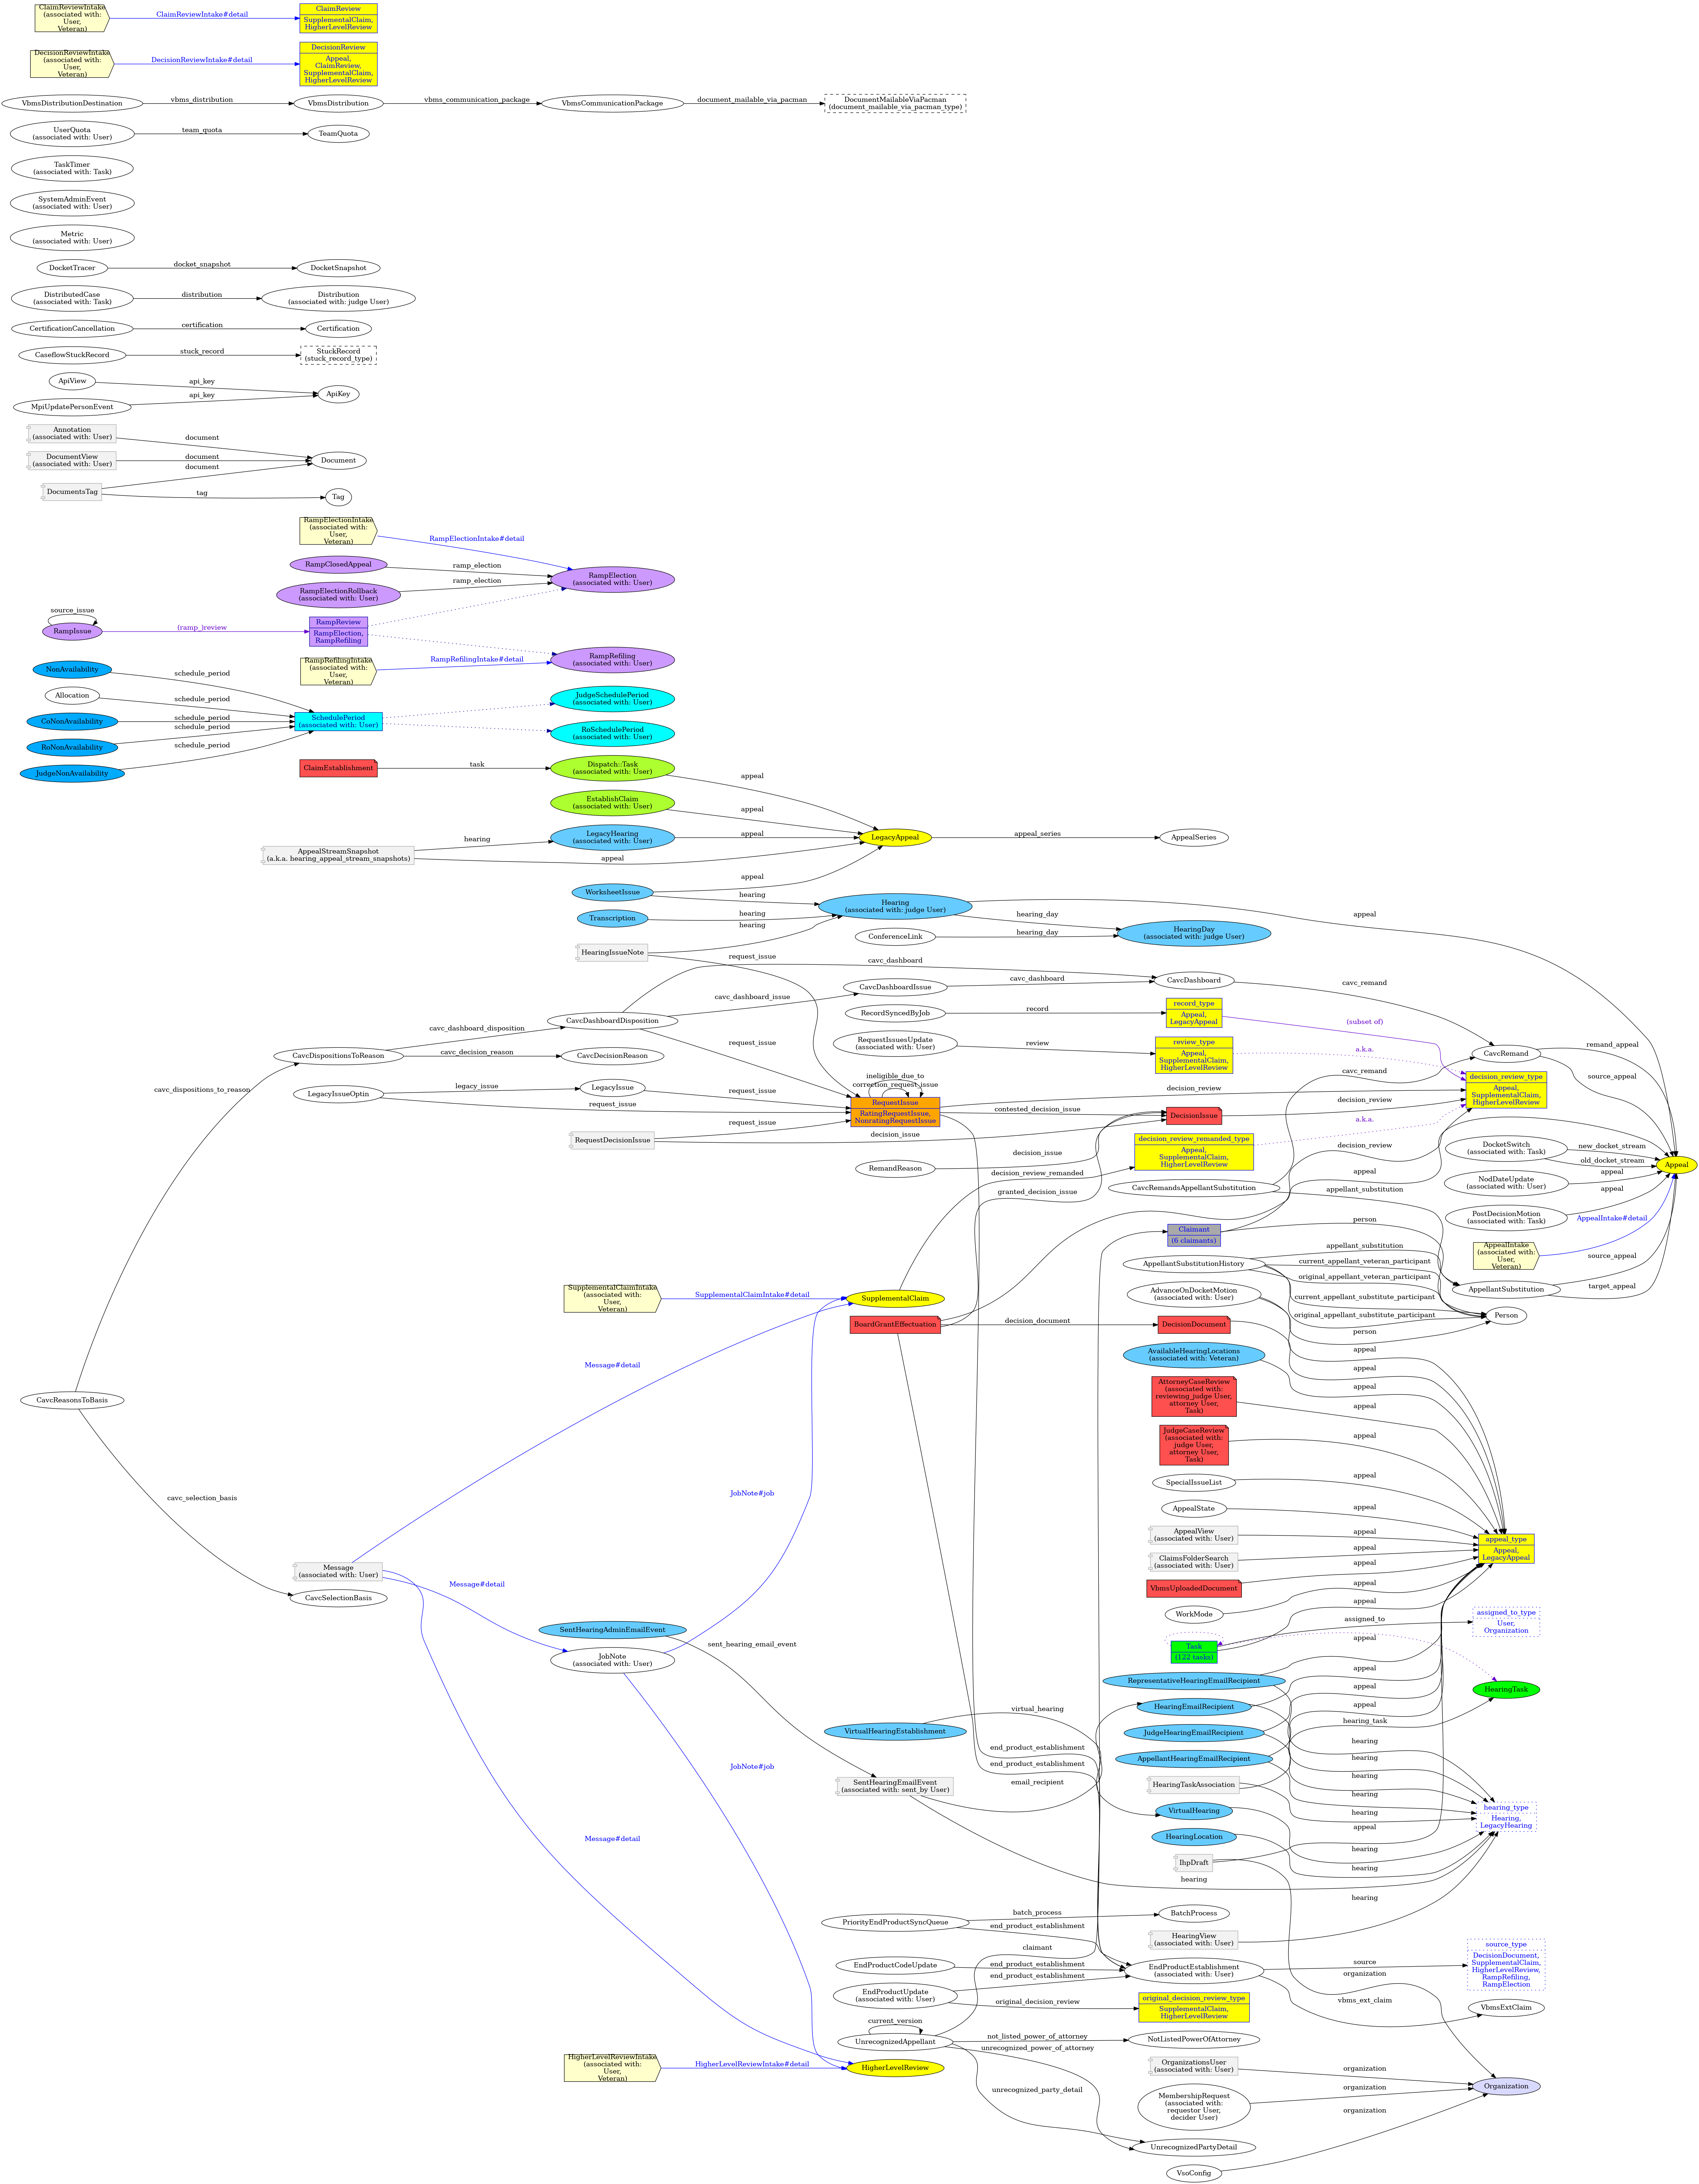 ClaimReviewIntake
(associated with:
User,
Veteran)
ClaimReviewIntake#detail
ClaimReview
SupplementalClaim,
HigherLevelReview
DecisionReviewIntake
(associated with:
User,
Veteran)
DecisionReviewIntake#detail
DecisionReview
Appeal,
ClaimReview,
SupplementalClaim,
HigherLevelReview
VbmsDistributionDestination
vbms_distribution
VbmsDistribution
vbms_communication_package
VbmsCommunicationPackage
document_mailable_via_pacman
DocumentMailableViaPacman
(document_mailable_via_pacman_type)
UserQuota
(associated with: User)
team_quota
TeamQuota
TaskTimer
(associated with: Task)
SystemAdminEvent
(associated with: User)
Metric
(associated with: User)
DocketTracer
docket_snapshot
DocketSnapshot
DistributedCase
(associated with: Task)
distribution
Distribution
(associated with: judge User)
CertificationCancellation
certification
Certification
CaseflowStuckRecord
stuck_record
StuckRecord
(stuck_record_type)
ApiView
api_key
MpiUpdatePersonEvent
api_key
ApiKey
Annotation
(associated with: User)
document
DocumentView
(associated with: User)
document
Document
document
DocumentsTag
tag
Tag
RampElectionIntake
(associated with:
User,
Veteran)
RampElectionIntake#detail
RampClosedAppeal
ramp_election
RampElection
(associated with: User)
RampElectionRollback
(associated with: User)
ramp_election
source_issue
RampIssue
(ramp_)review
RampReview
RampElection,
RampRefiling
RampRefilingIntake
(associated with:
User,
Veteran)
RampRefilingIntake#detail
RampRefiling
(associated with: User)
NonAvailability
schedule_period
Allocation
schedule_period
CoNonAvailability
schedule_period
RoNonAvailability
schedule_period
JudgeNonAvailability
schedule_period
SchedulePeriod
(associated with: User)
JudgeSchedulePeriod
(associated with: User)
RoSchedulePeriod
(associated with: User)
ClaimEstablishment
task
Dispatch::Task
(associated with: User)
appeal
EstablishClaim
(associated with: User)
appeal
LegacyHearing
(associated with: User)
appeal
LegacyAppeal
appeal_series
AppealSeries
AppealStreamSnapshot
(a.k.a. hearing_appeal_stream_snapshots)
hearing
appeal
WorksheetIssue
appeal
hearing
Transcription
hearing
HearingIssueNote
hearing
request_issue
Hearing
(associated with: judge User)
hearing_day
appeal
ConferenceLink
hearing_day
HearingDay
(associated with: judge User)
cavc_dashboard
CavcDashboardIssue
cavc_dashboard
CavcDashboard
cavc_remand
CavcDashboardDisposition
cavc_dashboard_issue
request_issue
RecordSyncedByJob
record
record_type
Appeal,
LegacyAppeal
(subset of)
RequestIssuesUpdate
(associated with: User)
review
review_type
Appeal,
SupplementalClaim,
HigherLevelReview
a.k.a.
CavcRemand
remand_appeal
source_appeal
cavc_remand
CavcDispositionsToReason
cavc_dashboard_disposition
cavc_decision_reason
CavcDecisionReason
cavc_dispositions_to_reason
LegacyIssueOptin
legacy_issue
LegacyIssue
request_issue
request_issue
ineligible_due_to
correction_request_issue
RequestIssue
RatingRequestIssue,
NonratingRequestIssue
decision_review
contested_decision_issue
DecisionIssue
decision_review
decision_review_type
Appeal,
SupplementalClaim,
HigherLevelReview
a.k.a.
RequestDecisionIssue
request_issue
decision_issue
RemandReason
decision_issue
decision_review_remanded
decision_review_remanded_type
Appeal,
SupplementalClaim,
HigherLevelReview
decision_review
appeal
granted_decision_issue
CavcRemandsAppellantSubstitution
appellant_substitution
DocketSwitch
(associated with: Task)
new_docket_stream
old_docket_stream
Appeal
NodDateUpdate
(associated with: User)
appeal
PostDecisionMotion
(associated with: Task)
appeal
AppealIntake
(associated with:
User,
Veteran)
AppealIntake#detail
source_appeal
AppellantSubstitution
target_appeal
Claimant
(6 claimants)
person
AppellantSubstitutionHistory
appellant_substitution
current_appellant_veteran_participant
original_appellant_veteran_participant
current_appellant_substitute_participant
original_appellant_substitute_participant
Person
AdvanceOnDocketMotion
(associated with: User)
person
appeal
SupplementalClaimIntake
(associated with:
User,
Veteran)
SupplementalClaimIntake#detail
SupplementalClaim
BoardGrantEffectuation
decision_document
DecisionDocument
appeal
AvailableHearingLocations
(associated with: Veteran)
appeal
AttorneyCaseReview
(associated with:
reviewing_judge User,
attorney User,
Task)
appeal
JudgeCaseReview
(associated with:
judge User,
attorney User,
Task)
appeal
SpecialIssueList
appeal
AppealState
appeal
AppealView
(associated with: User)
appeal
ClaimsFolderSearch
(associated with: User)
appeal
VbmsUploadedDocument
appeal
WorkMode
appeal
appeal_type
Appeal,
LegacyAppeal
CavcReasonsToBasis
cavc_selection_basis
CavcSelectionBasis
Message
(associated with: User)
Message#detail
Message#detail
Message#detail
JobNote#job
JobNote#job
SentHearingAdminEmailEvent
sent_hearing_email_event
JobNote
(associated with: User)
Task
(122 tasks)
appeal
assigned_to
assigned_to_type
User,
Organization
HearingTask
RepresentativeHearingEmailRecipient
appeal
HearingEmailRecipient
appeal
JudgeHearingEmailRecipient
appeal
AppellantHearingEmailRecipient
appeal
hearing_task
HearingTaskAssociation
hearing
hearing
hearing
hearing
hearing
VirtualHearingEstablishment
virtual_hearing
end_product_establishment
end_product_establishment
SentHearingEmailEvent
(associated with: sent_by User)
email_recipient
hearing
VirtualHearing
hearing
HearingLocation
hearing
IhpDraft
appeal
organization
hearing_type
Hearing,
LegacyHearing
HearingView
(associated with: User)
hearing
PriorityEndProductSyncQueue
batch_process
BatchProcess
end_product_establishment
claimant
EndProductCodeUpdate
end_product_establishment
EndProductUpdate
(associated with: User)
end_product_establishment
original_decision_review
EndProductEstablishment
(associated with: User)
source
vbms_ext_claim
source_type
DecisionDocument,
SupplementalClaim,
HigherLevelReview,
RampRefiling,
RampElection
VbmsExtClaim
original_decision_review_type
SupplementalClaim,
HigherLevelReview
current_version
UnrecognizedAppellant
not_listed_power_of_attorney
NotListedPowerOfAttorney
unrecognized_power_of_attorney
unrecognized_party_detail
UnrecognizedPartyDetail
HigherLevelReviewIntake
(associated with:
User,
Veteran)
HigherLevelReviewIntake#detail
HigherLevelReview
OrganizationsUser
(associated with: User)
organization
MembershipRequest
(associated with:
requestor User,
decider User)
organization
Organization
VsoConfig
organization